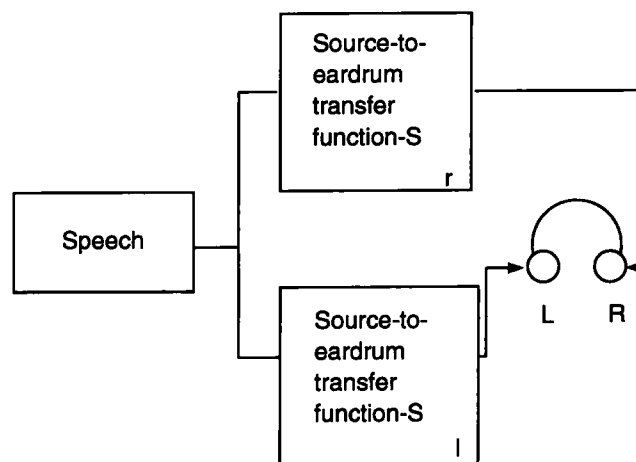 Source-to-
eardrum
transfer
function-S
r
Speech
Source-to-
eardrum
transfer
function-S
l
L R